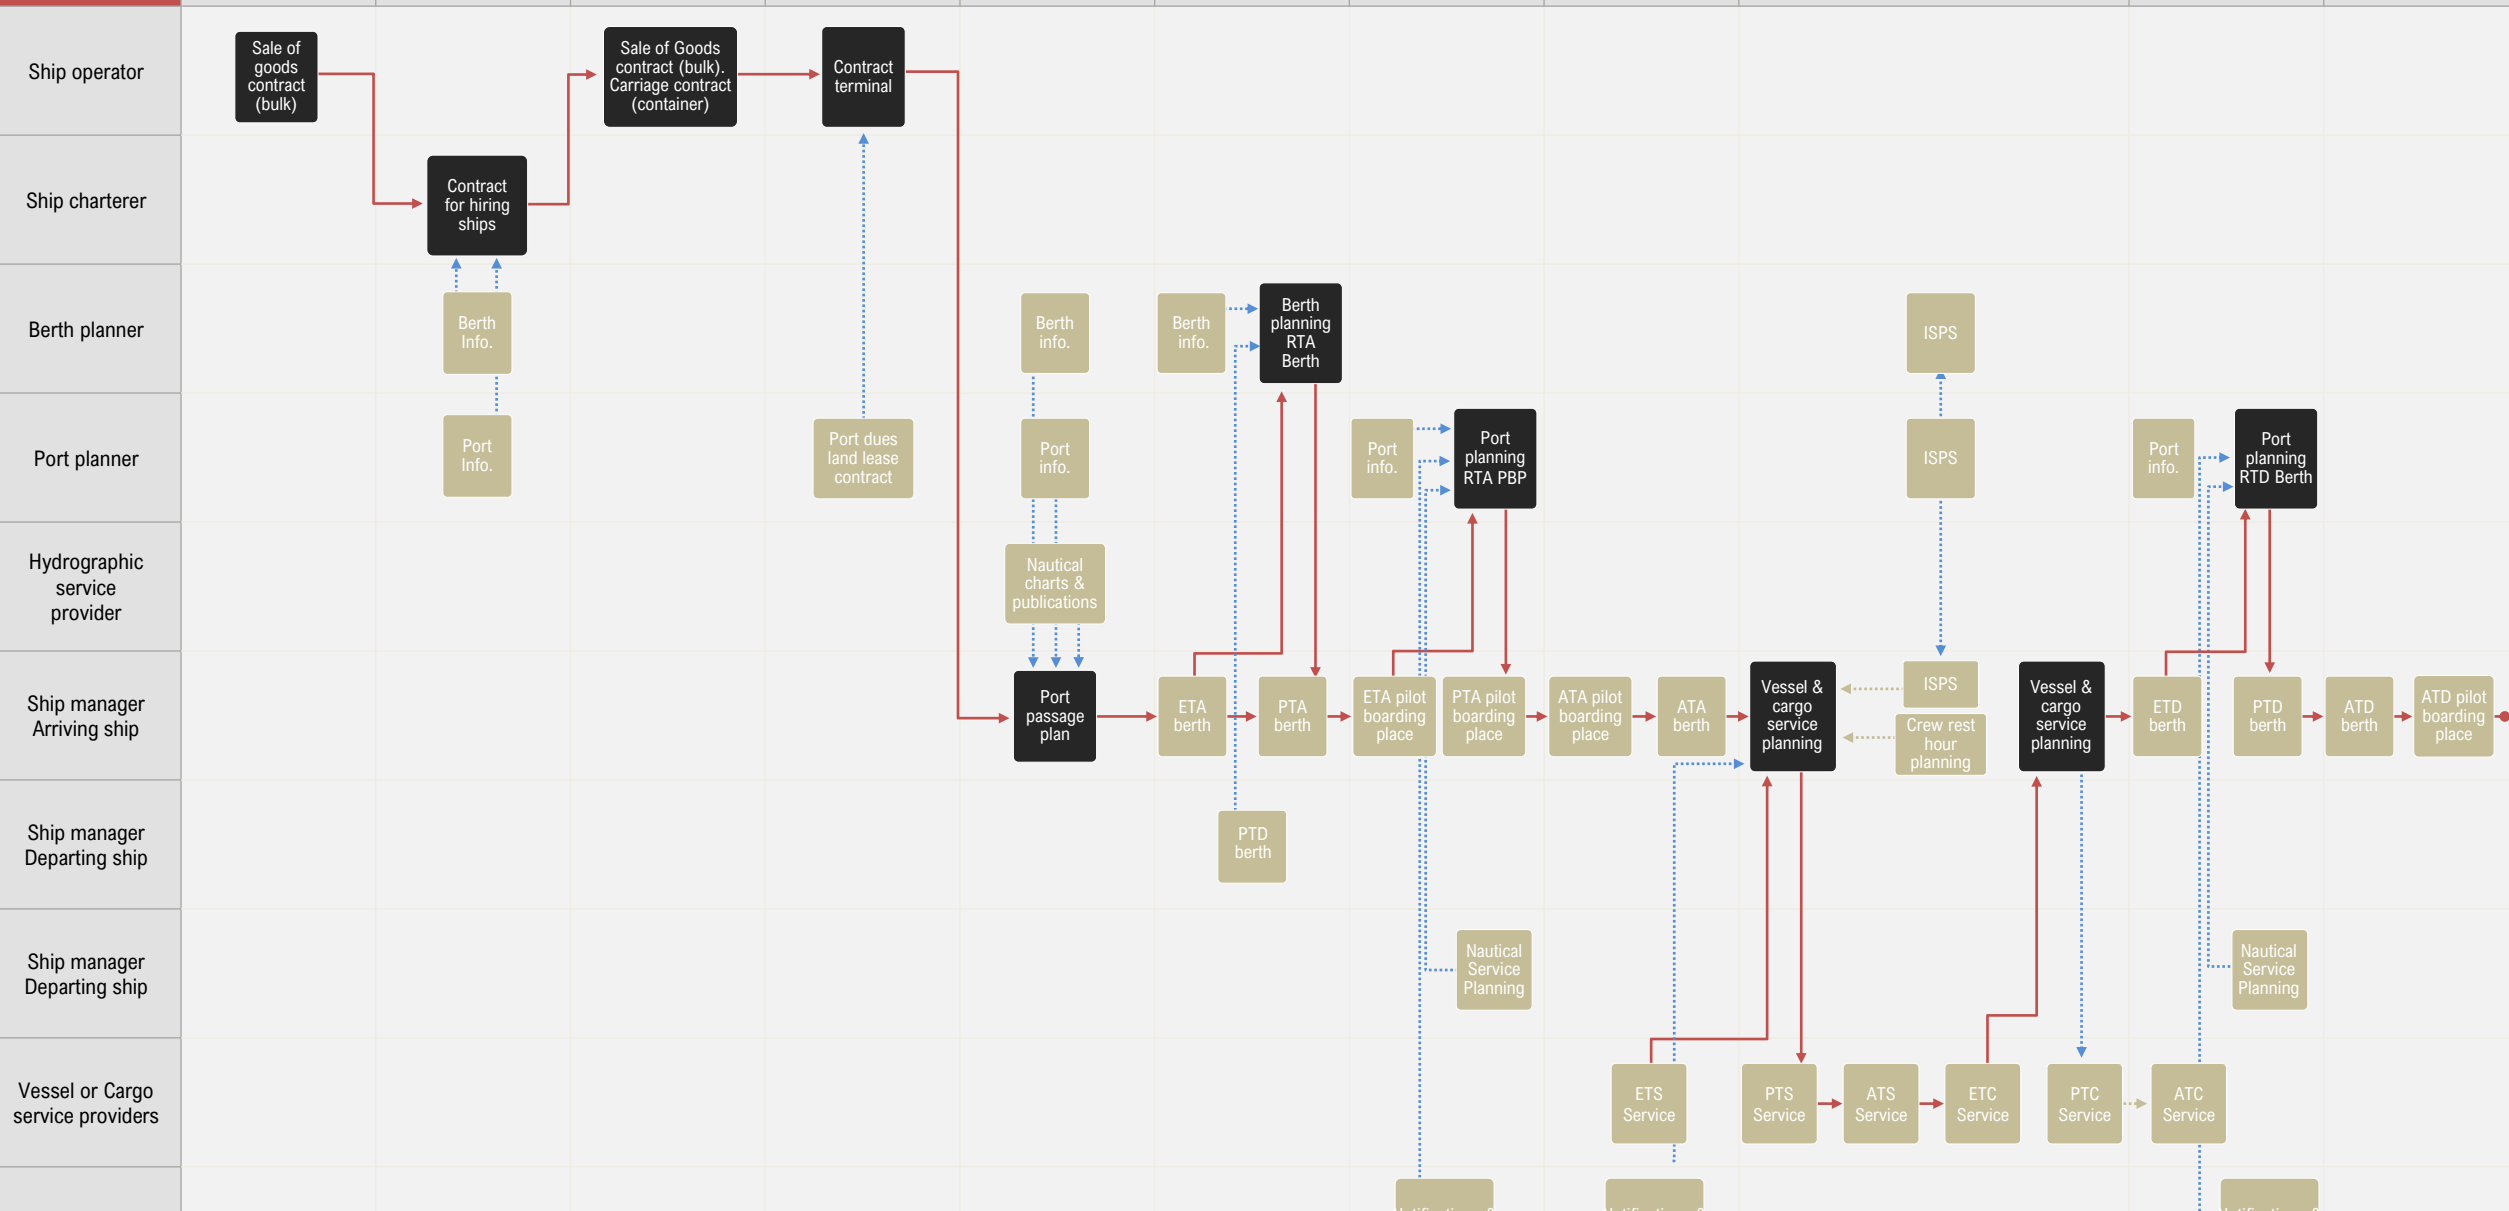 Ship operator
Sale of
goods
contract
(bulk)
Sale of Goods
contract (bulk).
Carriage contract
(container)
Contract
terminal
Ship charterer
Contract
for hiring
ships
Berth planner
Berth
Info.
Berth
info.
Berth
info.
Berth
planning
RTA
Berth
ISPS
Port planner
Port
Info.
Port dues
land lease
contract
Port
info.
Port
info.
Port
planning
RTA PBP
ISPS
Port
info.
Port
planning
RTD Berth
Hydrographic
service
provider
Nautical
charts &
publications
Ship manager
Arriving ship
Port
passage
plan
ETA
berth
PTA
berth
ETA pilot
boarding
place
PTA pilot
boarding
place
ATA pilot
boarding
place
ATA
berth
Vessel &
cargo
service
planning
ISPS
Crew rest
hour
planning
Vessel &
cargo
service
planning
ETD
berth
PTD
berth
ATD
berth
ATD pilot
boarding
place
Ship manager
Departing ship
PTD
berth
Ship manager
Departing ship
Nautical
Service
Planning
Nautical
Service
Planning
Vessel or Cargo
service providers
ETS
Service
PTS
Service
ATS
Service
ETC
Service
PTC
Service
ATC
Service